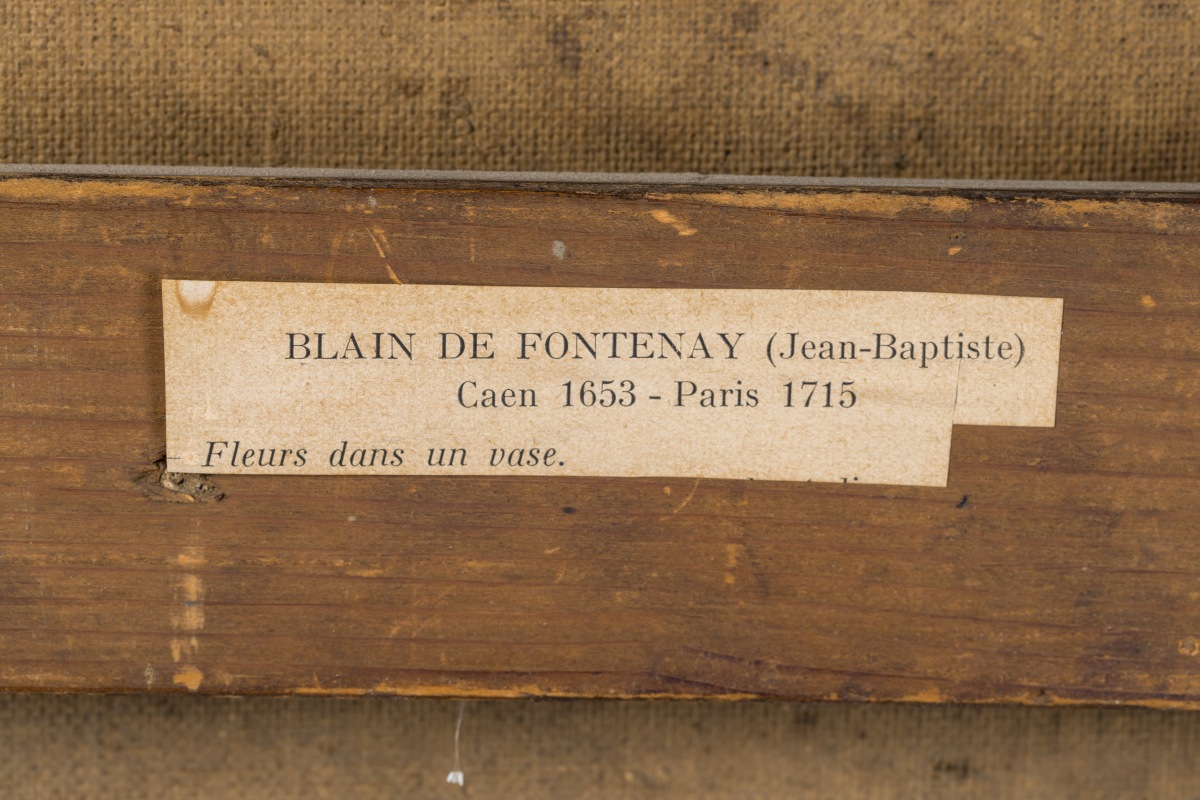 BLAIN DE FONTENAY (Jean-Baptiste)
Caen 1653 - Paris 1715
Fleurs dans un vase.